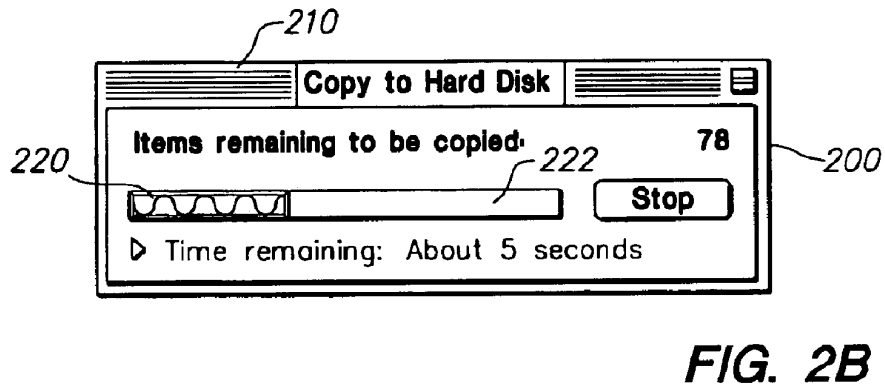 210
Copy to Hard Disk
Items remaining to be copied: 78
220
222
200
Stop
Time remaining: About 5 seconds
FIG. 2B